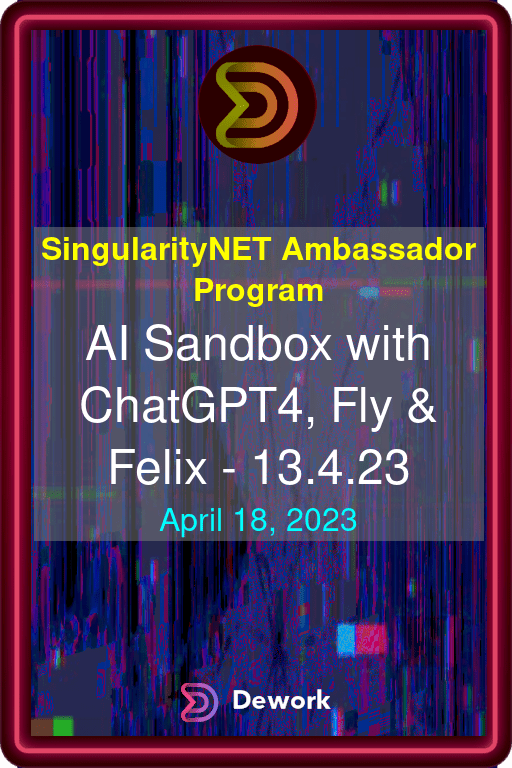 SingularityNET Ambassador
Program
AI Sandbox with
ChatGPT4, Fly &
Felix - 13.4.23
April 18, 2023
Dework